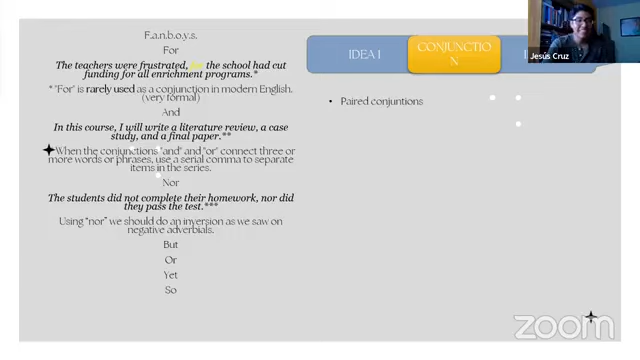 F.a.n.b.o.y.s.
For
The teachers were frustrated, for the school had cut
funding for all enrichment programs.*
* "For" is rarely used as a conjunction in modern English.
(very formal)
And
In this course, I will write a literature review, a case
study, and a final paper.**
When the conjunctions "and" and "or" connect three or
more words or phrases, use a serial comma to separate
items in the series.
Nor
The students did not complete their homework, nor did
they pass the test.***
Using "nor" we should do an inversion as we saw on
negative adverbials.
But
Or
Yet
So
IDEA 1
CONJUNCTIO
N
• Paired conjuntions
Jesús Cruz
zoom